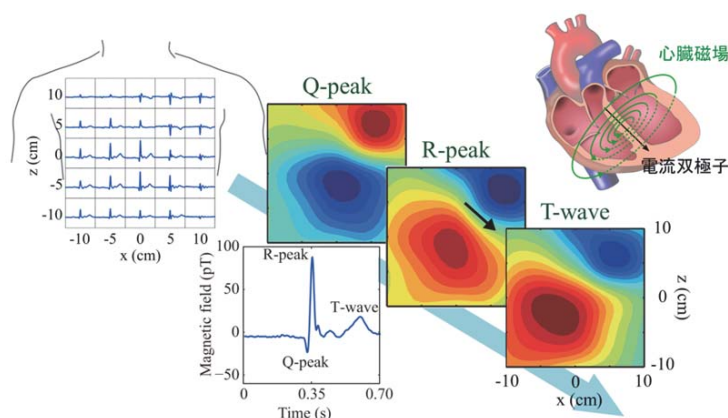 Q-peak
R-peak
T-wave
心臓磁場
電流双極子
10
5
0
-5
-10
z (cm)
-10 -5 0 5 10
x (cm)
100
50
0
−50
Magnetic field (pT)
R-peak
T-wave
Q-peak
0 0.35 0.70
Time (s)
10
0
-10
z (cm)
-10 0 10
x (cm)